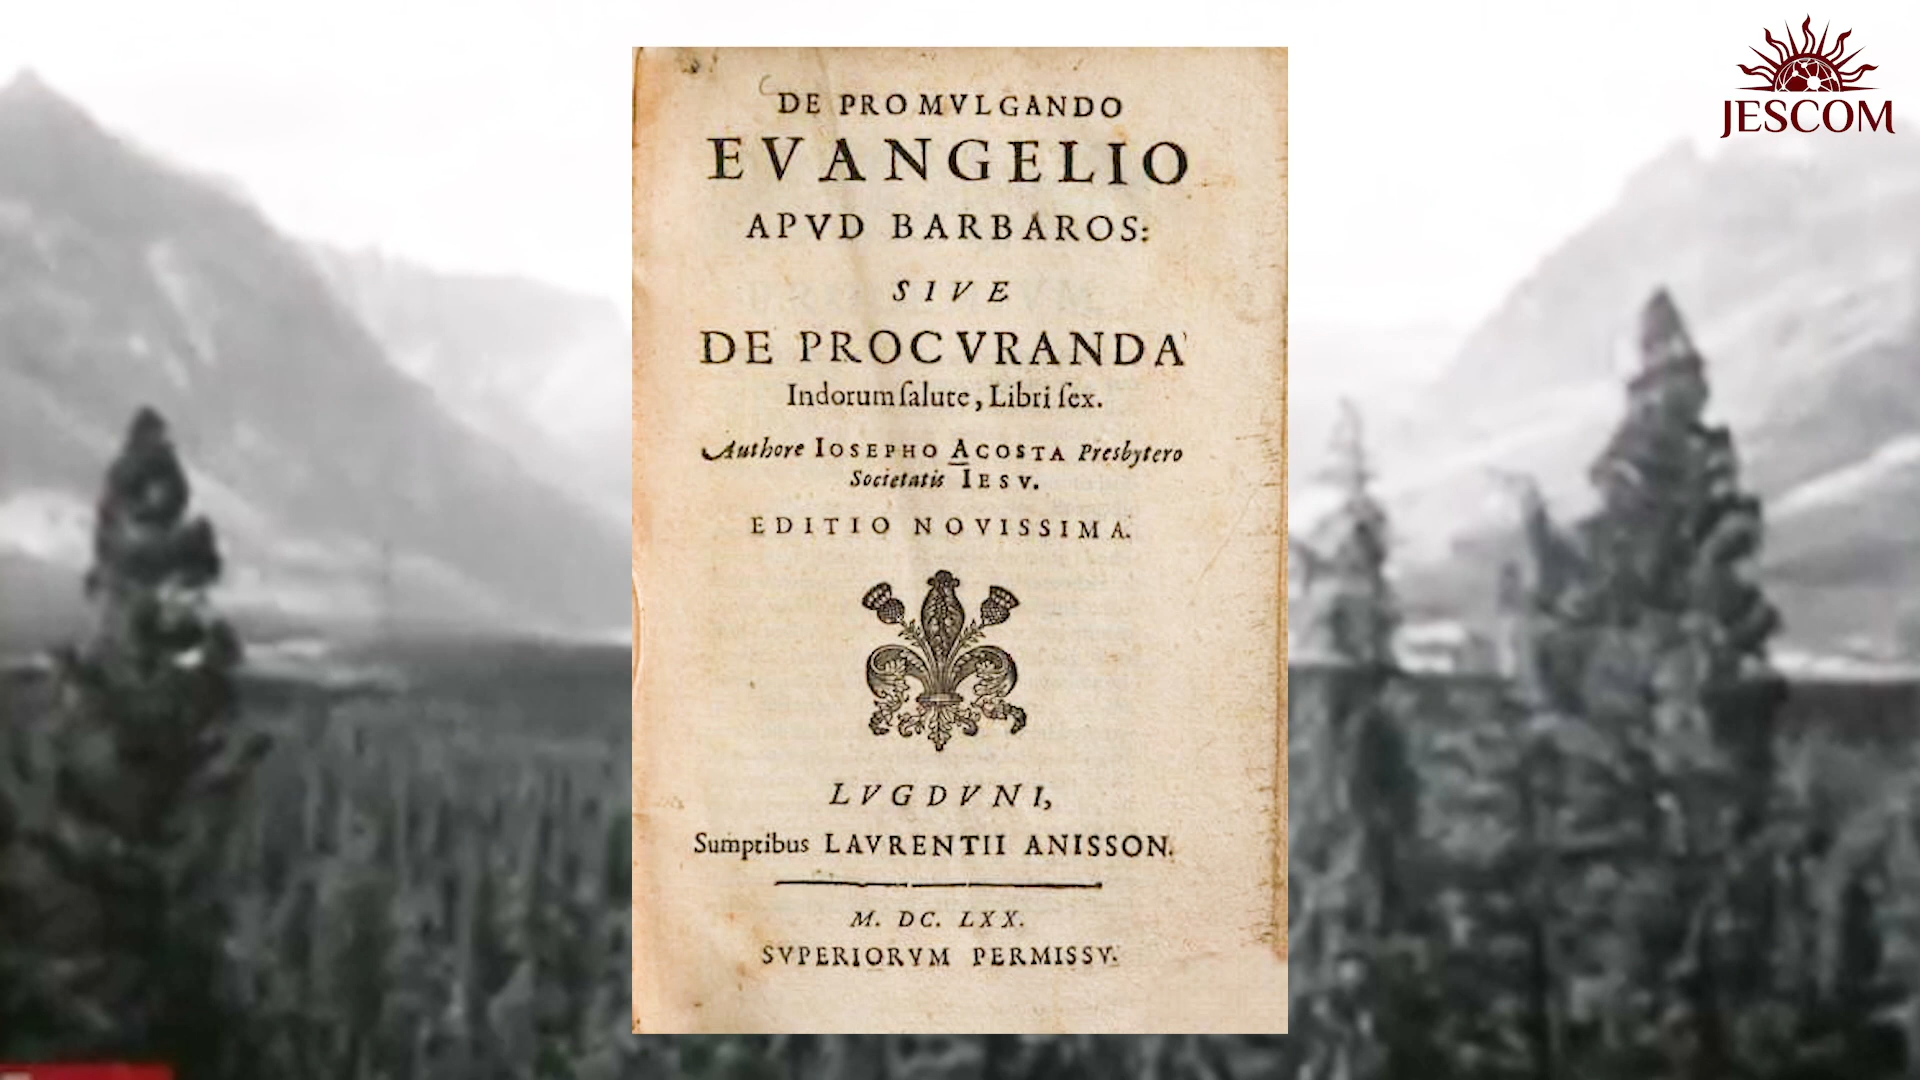 JESCOM
DE PROMVLGANDO
EVANGELIO
APVD BARBAROS:
SIVE
DE PROCVRANDA
Indorum ſalute, Libri ſex.
Authore IOSEPHO ACOSTA Presbytero
Societatis IESV.
EDITIO NOVISSIMA.
LVGDVNI,
Sumptibus LAVRENTII ANISSON.
M. DC. LXX.
SVPERIORVM PERMISSV.